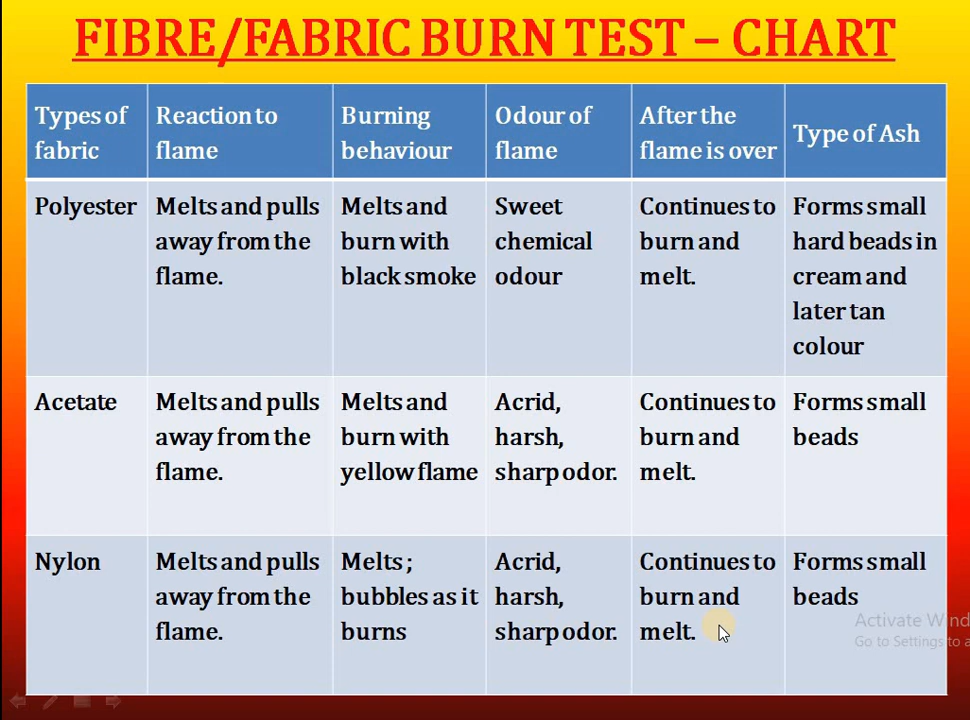 FIBRE/FABRIC BURN TEST – CHART
Types of
fabric
Reaction to
flame
Burning
behaviour
Odour of
flame
After the
flame is over
Type of Ash
Polyester
Melts and pulls
away from the
flame.
Melts and
burn with
black smoke
Sweet
chemical
odour
Continues to
burn and
melt.
Forms small
hard beads in
cream and
later tan
colour
Acetate
Melts and pulls
away from the
flame.
Melts and
burn with
yellow flame
Acrid,
harsh,
sharp odor.
Continues to
burn and
melt.
Forms small
beads
Nylon
Melts and pulls
away from the
flame.
Melts ;
bubbles as it
burns
Acrid,
harsh,
sharp odor.
Continues to
burn and
melt.
Forms small
beads
Activate Wind
Go to Settings to a